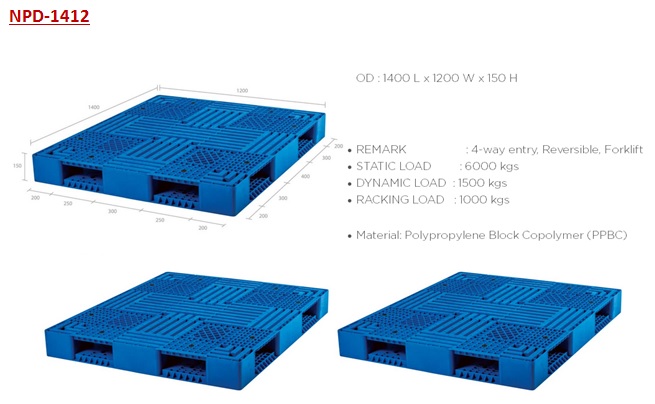 NPD-1412
OD : 1400 L x 1200 W x 150 H
1200
1400
150
200
250
300
250
200
200
300
400
300
200
• REMARK : 4-way entry, Reversible, Forklift
• STATIC LOAD : 6000 kgs
• DYNAMIC LOAD : 1500 kgs
• RACKING LOAD : 1000 kgs
• Material: Polypropylene Block Copolymer (PPBC)